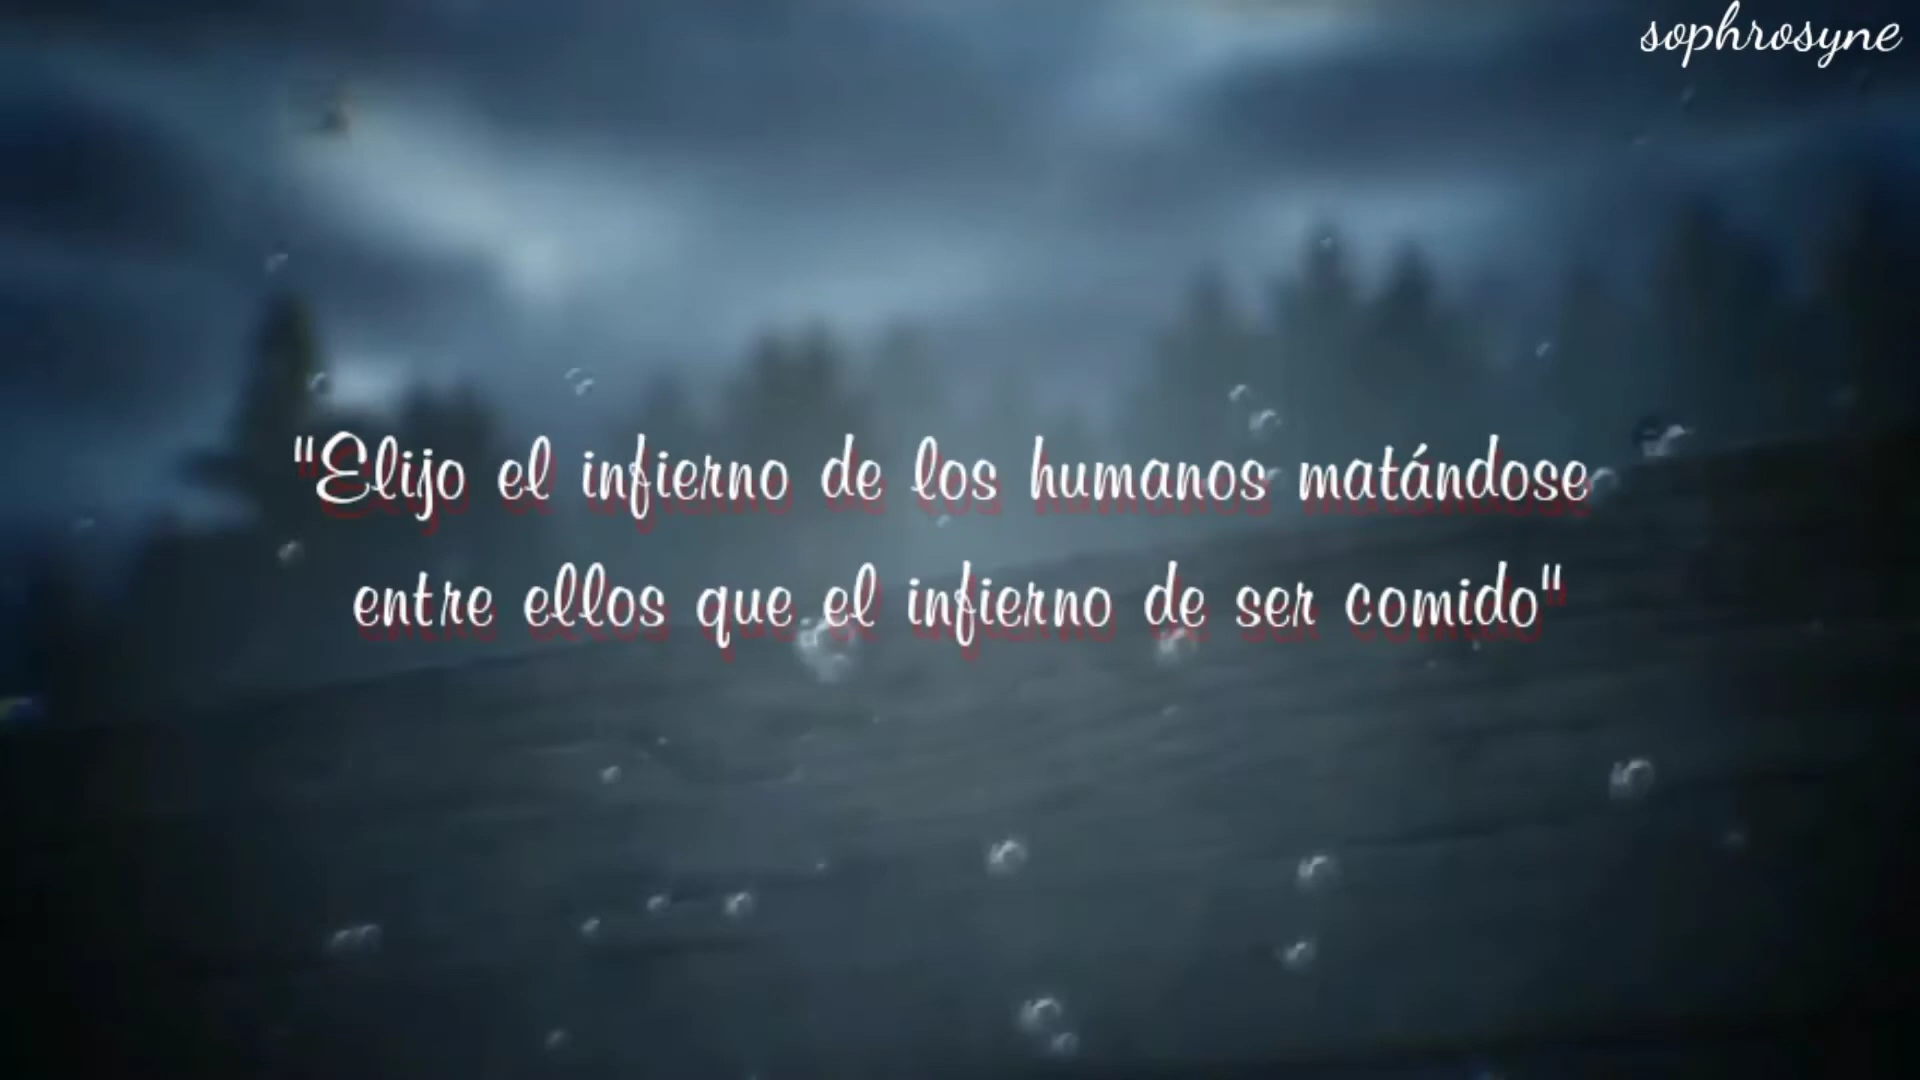 sophrosyne
"Elijo el infierno de los humanos matándose
entre ellos que el infierno de ser comido"